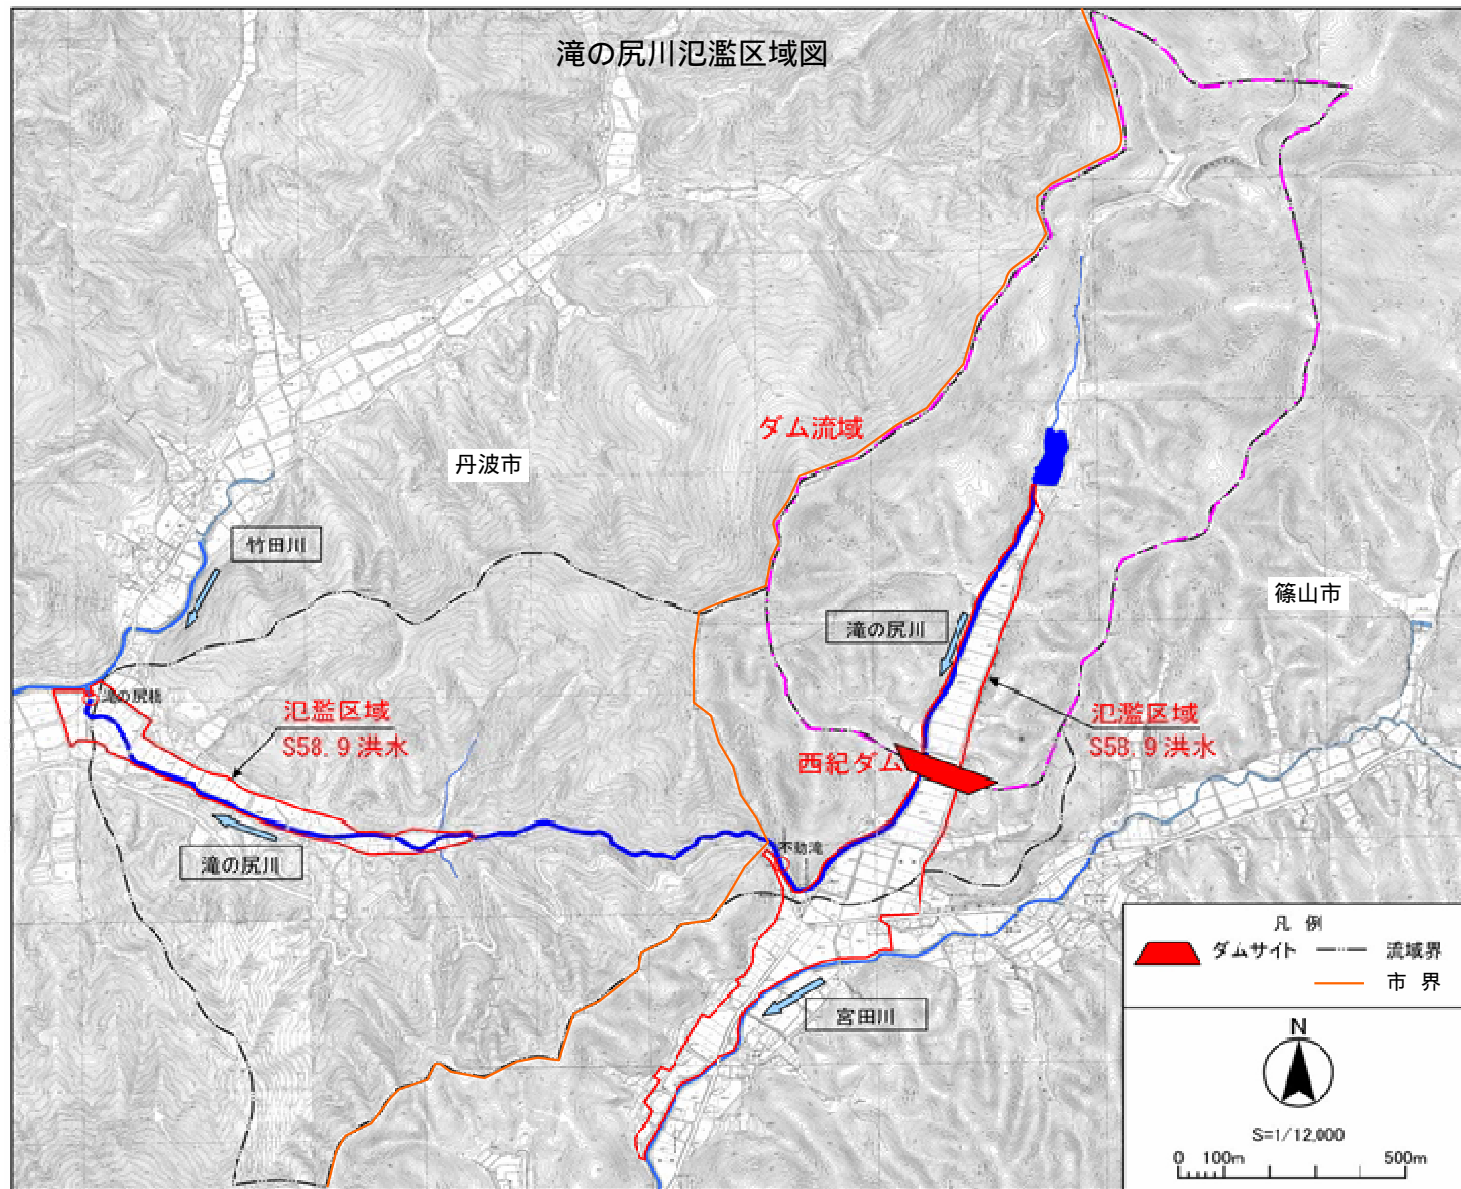 滝の尻川氾濫区域図
ダム流域
丹波市
竹田川
篠山市
滝の尻川
滝の尻橋
氾濫区域
S58.9洪水
氾濫区域
S58.9洪水
西紀ダム
不動滝
滝の尻川
宮田川
凡 例
ダムサイト
流域界
市 界
N
S=1/12,000
0 100m 500m